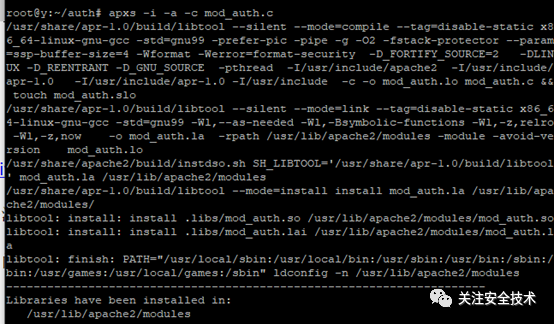 root@y:~/auth# apxs -i -a -c mod_auth.c
/usr/share/apr-1.0/build/libtool --silent --mode=compile --tag=disable-static x8
6_64-linux-gnu-gcc -std=gnu99 -prefer-pic -pipe -g -O2 -fstack-protector --param
=ssp-buffer-size=4 -Wformat -Werror=format-security  -D_FORTIFY_SOURCE=2   -DLIN
UX -D_REENTRANT -D_GNU_SOURCE  -pthread  -I/usr/include/apache2  -I/usr/include/
apr-1.0   -I/usr/include/apr-1.0 -I/usr/include  -c -o mod_auth.lo mod_auth.c &&
 touch mod_auth.slo
/usr/share/apr-1.0/build/libtool --silent --mode=link --tag=disable-static x86_6
4-linux-gnu-gcc -std=gnu99 -Wl,--as-needed -Wl,-Bsymbolic-functions -Wl,-z,relro
 -Wl,-z,now    -o mod_auth.la  -rpath /usr/lib/apache2/modules -module -avoid-ve
rsion    mod_auth.lo
/usr/share/apache2/build/instdso.sh SH_LIBTOOL='/usr/share/apr-1.0/build/libtool
' mod_auth.la /usr/lib/apache2/modules
/usr/share/apr-1.0/build/libtool --mode=install install mod_auth.la /usr/lib/apa
che2/modules/
libtool: install: install .libs/mod_auth.so /usr/lib/apache2/modules/mod_auth.so
libtool: install: install .libs/mod_auth.lai /usr/lib/apache2/modules/mod_auth.l
a
libtool: finish: PATH="/usr/local/sbin:/usr/local/bin:/usr/sbin:/usr/bin:/sbin:/
bin:/usr/games:/usr/local/games:/sbin" ldconfig -n /usr/lib/apache2/modules
----------------------------------------------------------------------
Libraries have been installed in:
   /usr/lib/apache2/modules
关注安全技术